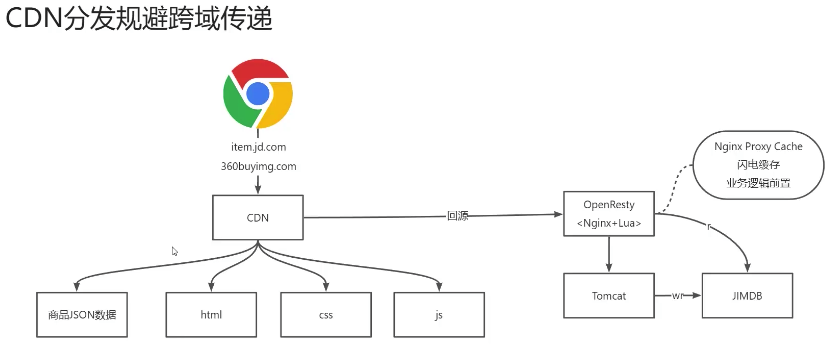 CDN分发规避跨域传递
item.jd.com
360buyimg.com
Nginx Proxy Cache
闪电缓存
业务逻辑前置
CDN
回源
OpenResty
<Nginx+Lua>
r
商品JSON数据
html
css
js
Tomcat
wr
JIMDB